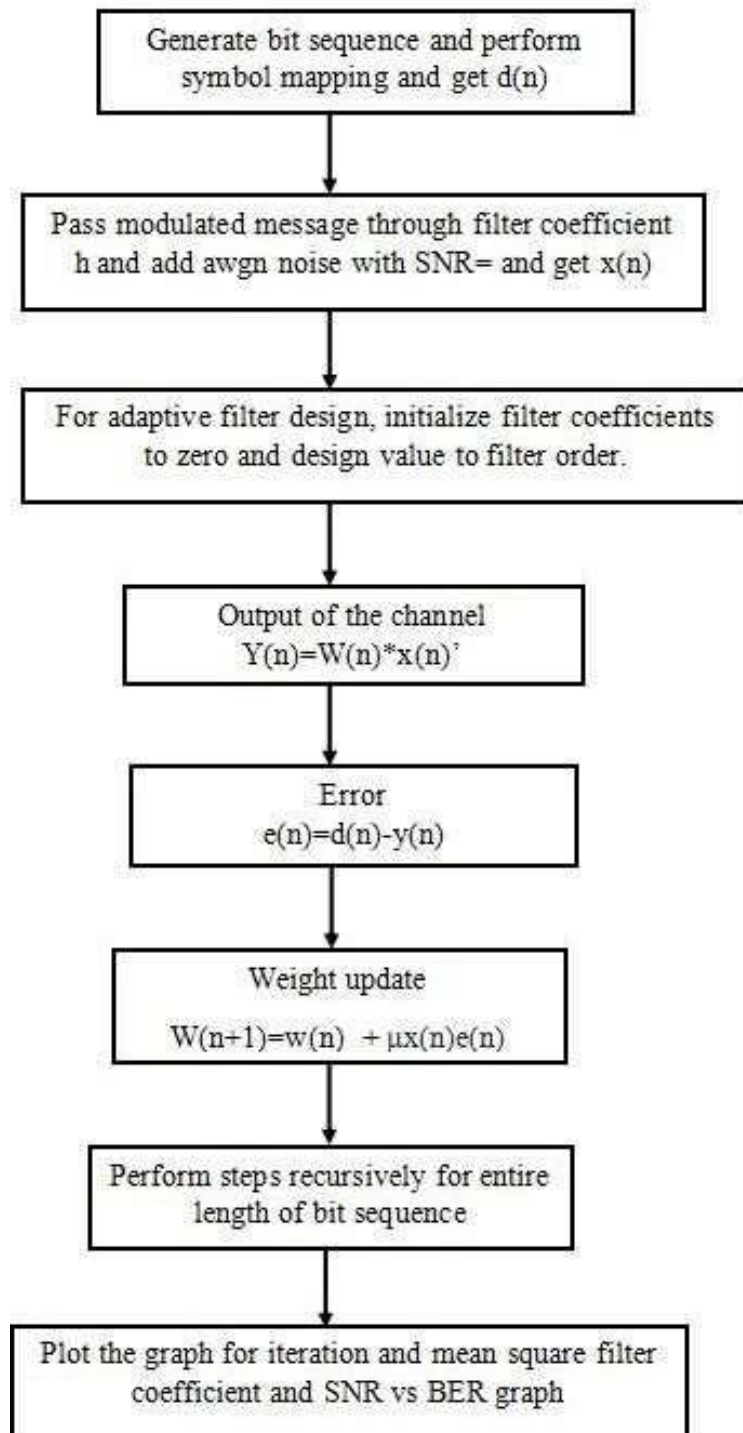 Generate bit sequence and perform
symbol mapping and get d(n)
Pass modulated message through filter coefficient
h and add awgn noise with SNR= and get x(n)
For adaptive filter design, initialize filter coefficients
to zero and design value to filter order.
Output of the channel
Y(n)=W(n)*x(n)’
Error
e(n)=d(n)-y(n)
Weight update
W(n+1)=w(n) + μx(n)e(n)
Perform steps recursively for entire
length of bit sequence
Plot the graph for iteration and mean square filter
coefficient and SNR vs BER graph